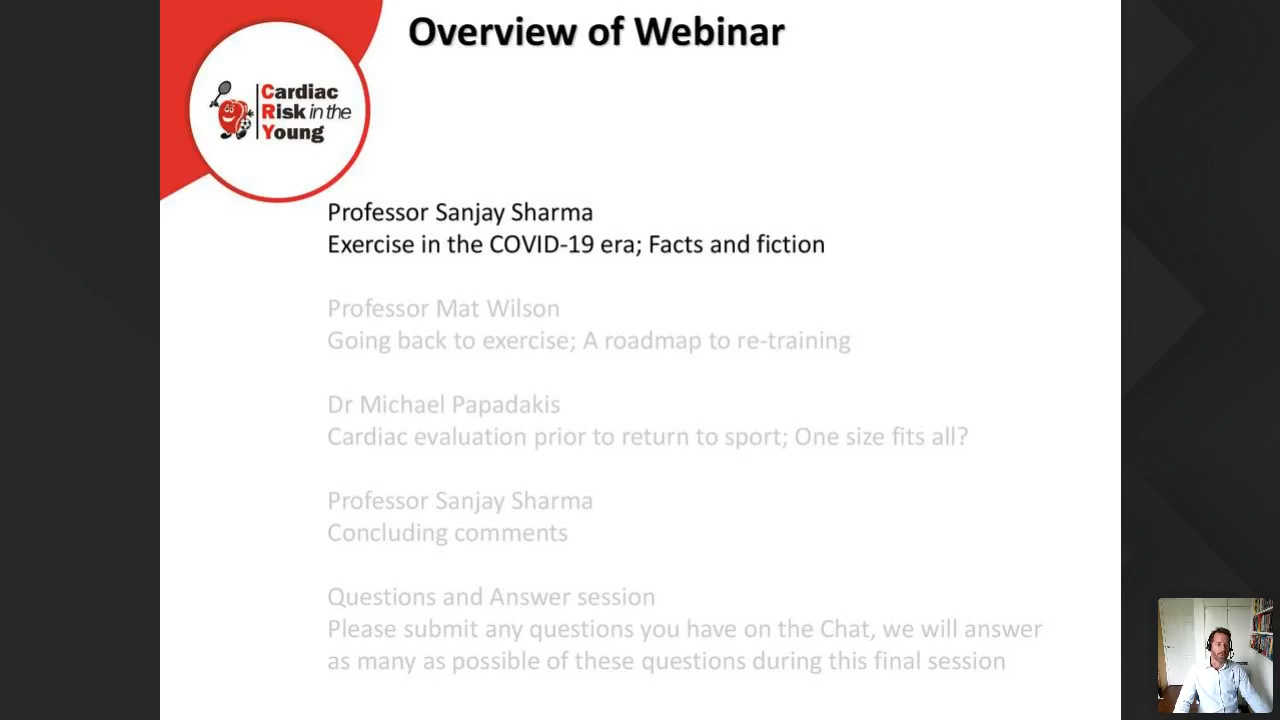 Overview of Webinar
Cardiac
Risk in the
Young
Professor Sanjay Sharma
Exercise in the COVID-19 era; Facts and fiction
Professor Mat Wilson
Going back to exercise; A roadmap to re-training
Dr Michael Papadakis
Cardiac evaluation prior to return to sport; One size fits all?
Professor Sanjay Sharma
Concluding comments
Questions and Answer session
Please submit any questions you have on the Chat, we will answer
as many as possible of these questions during this final session